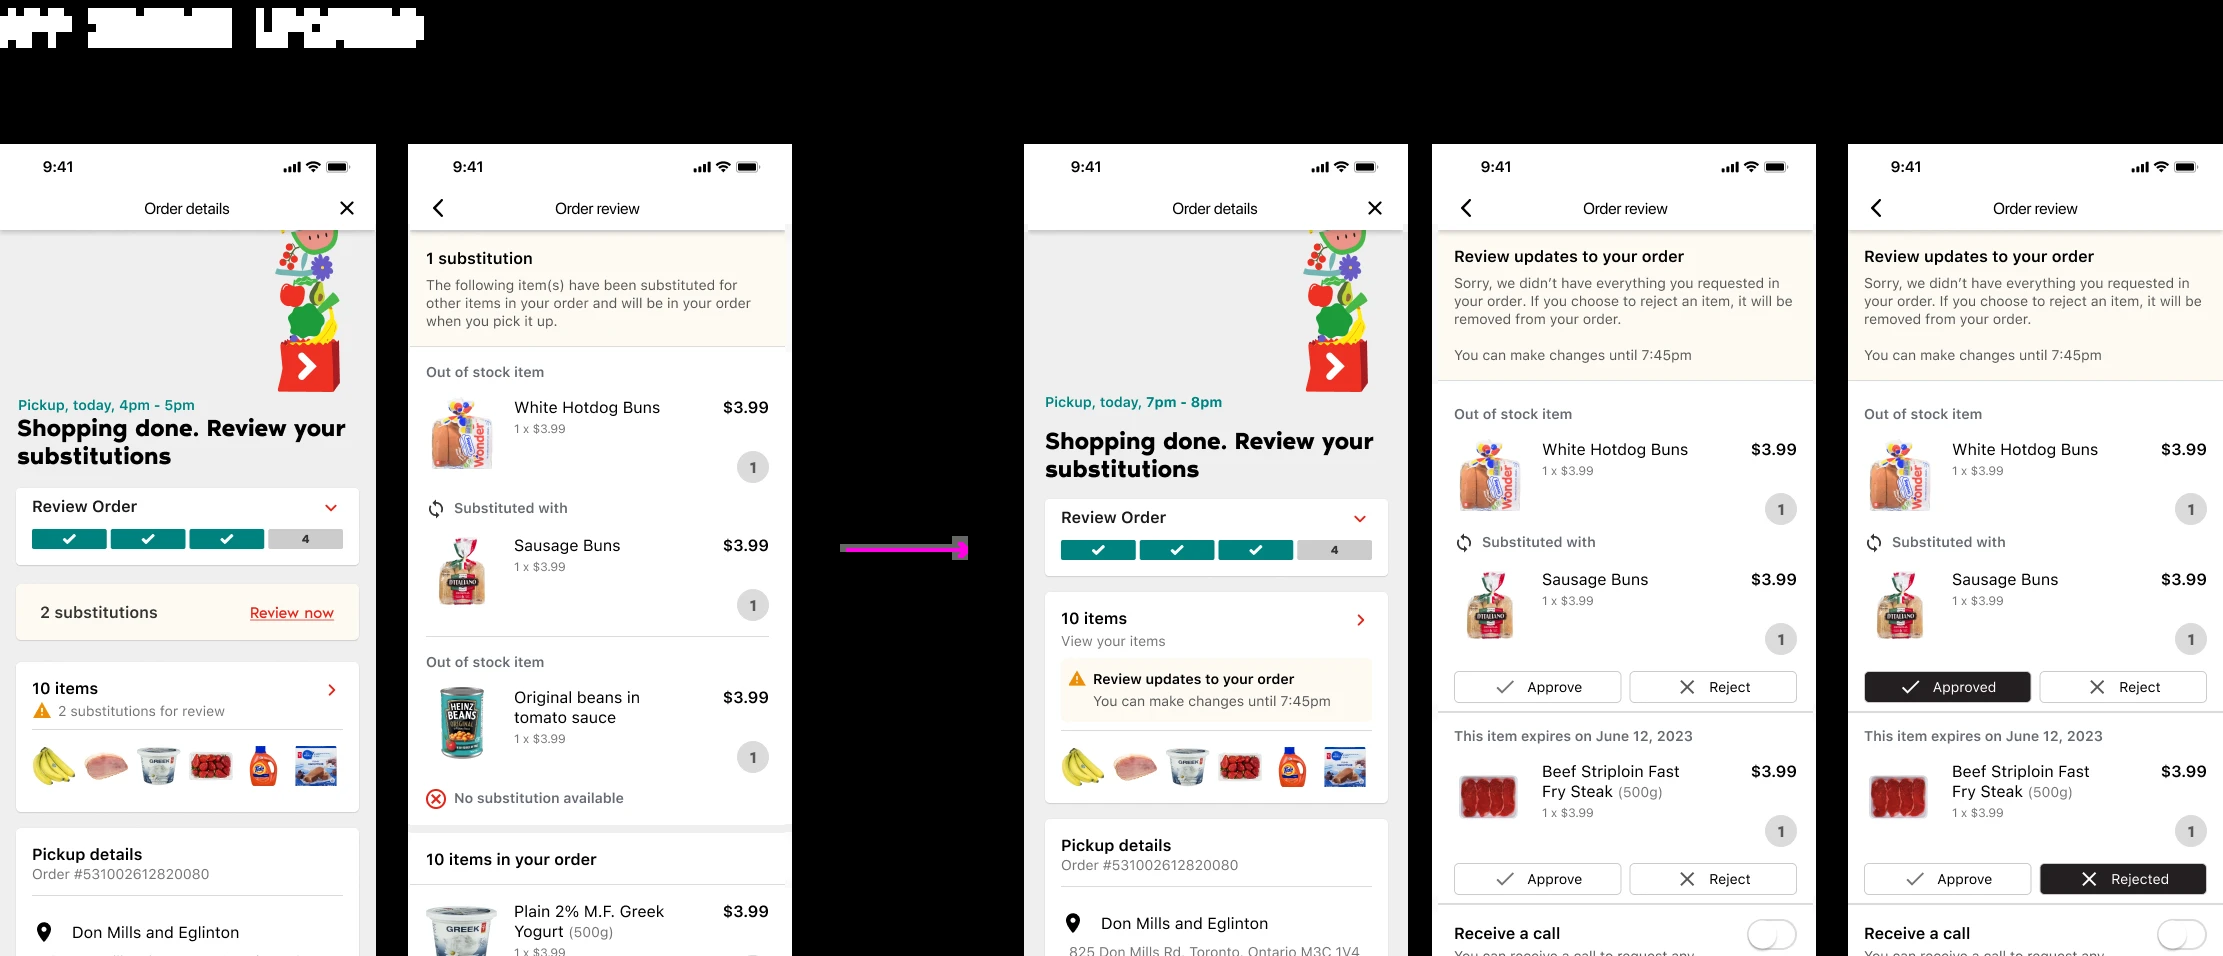 9:41
Order details
Pickup, today, 4pm - 5pm
Shopping done. Review your
substitutions
Review Order
4
2 substitutions
Review now
10 items
2 substitutions for review
GREEK
Tide
Pickup details
Order #531002612820080
Don Mills and Eglinton
9:41
Order review
1 substitution
The following item(s) have been substituted for
other items in your order and will be in your order
when you pick it up.
Out of stock item
White Hotdog Buns
$3.99
1 x $3.99
Wonder
1
Substituted with
Sausage Buns
$3.99
1 x $3.99
D'ITALIANO
1
Out of stock item
Original beans in
tomato sauce
$3.99
1 x $3.99
HEINZ
BEANS
1
No substitution available
10 items in your order
Plain 2% M.F. Greek
Yogurt (500g)
$3.99
1 x $3.99
GREEK
9:41
Order details
Pickup, today, 7pm - 8pm
Shopping done. Review your
substitutions
Review Order
4
10 items
View your items
Review updates to your order
You can make changes until 7:45pm
GREEK
Tide
Pickup details
Order #531002612820080
Don Mills and Eglinton
825 Don Mills Rd, Toronto, Ontario M3C 1V4
9:41
Order review
Review updates to your order
Sorry, we didn't have everything you requested in
your order. If you choose to reject an item, it will be
removed from your order.
You can make changes until 7:45pm
Out of stock item
White Hotdog Buns
$3.99
1 x $3.99
Wonder
1
Substituted with
Sausage Buns
$3.99
1 x $3.99
D'ITALIANO
1
Approve
Reject
This item expires on June 12, 2023
Beef Striploin Fast
Fry Steak (500g)
$3.99
1 x $3.99
1
Approve
Reject
Receive a call
You can receive a call to request any
9:41
Order review
Review updates to your order
Sorry, we didn't have everything you requested in
your order. If you choose to reject an item, it will be
removed from your order.
You can make changes until 7:45pm
Out of stock item
White Hotdog Buns
$3.99
1 x $3.99
Wonder
1
Substituted with
Sausage Buns
$3.99
1 x $3.99
D'ITALIANO
1
Approved
Reject
This item expires on June 12, 2023
Beef Striploin Fast
Fry Steak (500g)
$3.99
1 x $3.99
1
Approve
Rejected
Receive a call
You can receive a call to request any